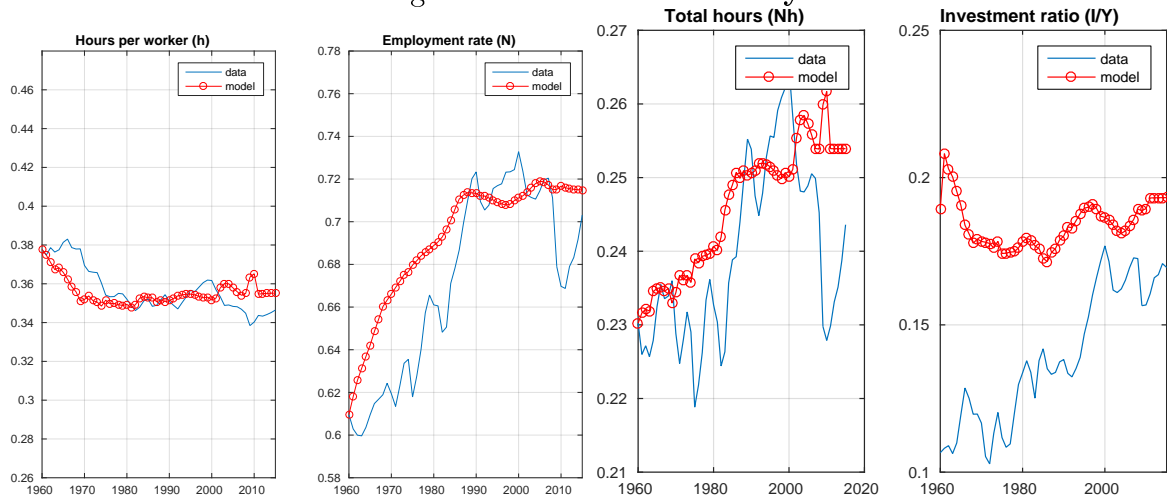 Hours per worker (h)
data
model
0.46
0.44
0.42
0.4
0.38
0.36
0.34
0.32
0.3
0.28
0.26
1960 1970 1980 1990 2000 2010
Employment rate (N)
data
model
0.78
0.76
0.74
0.72
0.7
0.68
0.66
0.64
0.62
0.6
0.58
1960 1970 1980 1990 2000 2010
Total hours (Nh)
data
model
0.27
0.26
0.25
0.24
0.23
0.22
0.21
1960 1980 2000 2020
Investment ratio (I/Y)
data
model
0.25
0.2
0.15
0.1
1960 1980 2000